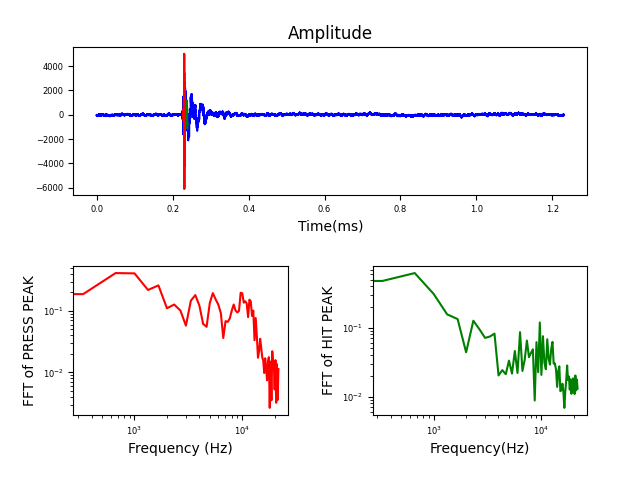 Amplitude
4000
2000
0
−2000
−4000
−6000
0.0 0.2 0.4 0.6 0.8 1.0 1.2
Time(ms)
FFT of PRESS PEAK
10⁻¹
10⁻²
10³ 10⁴
Frequency (Hz)
FFT of HIT PEAK
10⁻¹
10⁻²
10³ 10⁴
Frequency(Hz)